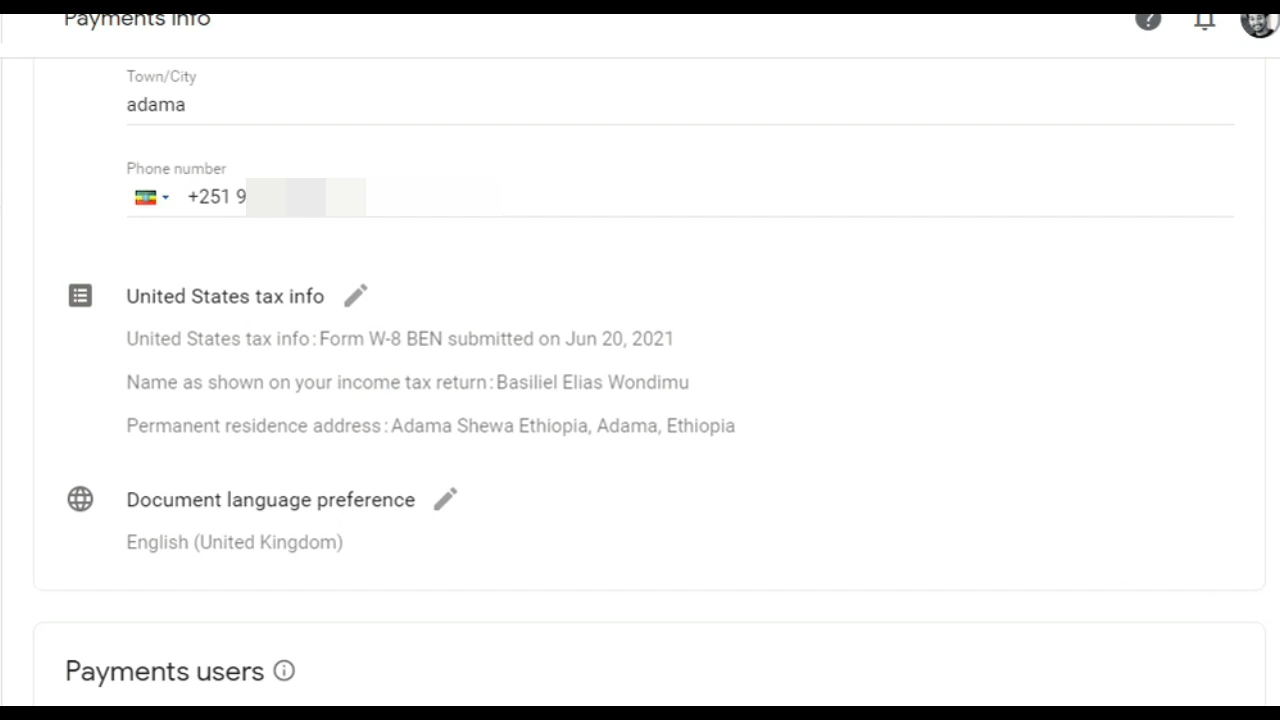 Payments info
Town/City
adama
Phone number
+251 9
United States tax info
United States tax info: Form W-8 BEN submitted on Jun 20, 2021
Name as shown on your income tax return: Basiliel Elias Wondimu
Permanent residence address: Adama Shewa Ethiopia, Adama, Ethiopia
Document language preference
English (United Kingdom)
Payments users